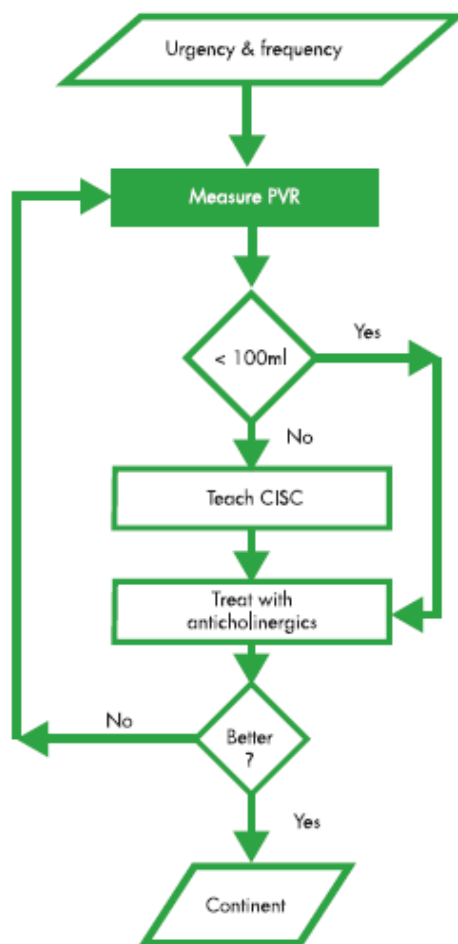 Urgency & frequency
Measure PVR
< 100ml
Yes
No
Teach CISC
Treat with
anticholinergics
No
Better
?
Yes
Continent